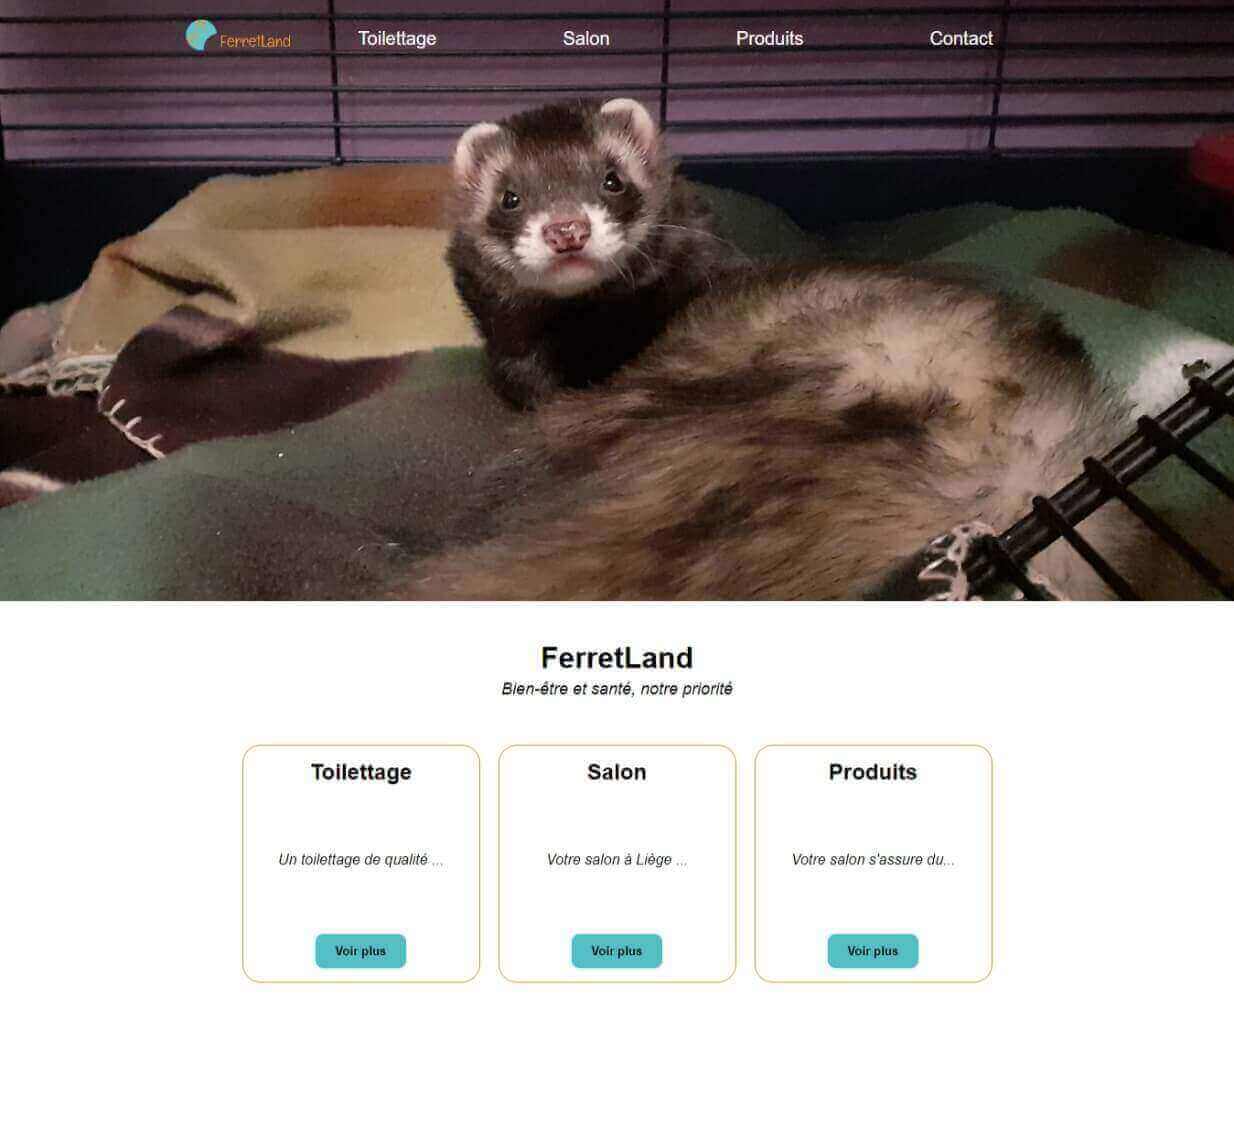 FerretLand
Toilettage
Salon
Produits
Contact
FerretLand
Bien-être et santé, notre priorité
Toilettage
Un toilettage de qualité ...
Voir plus
Salon
Votre salon à Liège ...
Voir plus
Produits
Votre salon s'assure du...
Voir plus